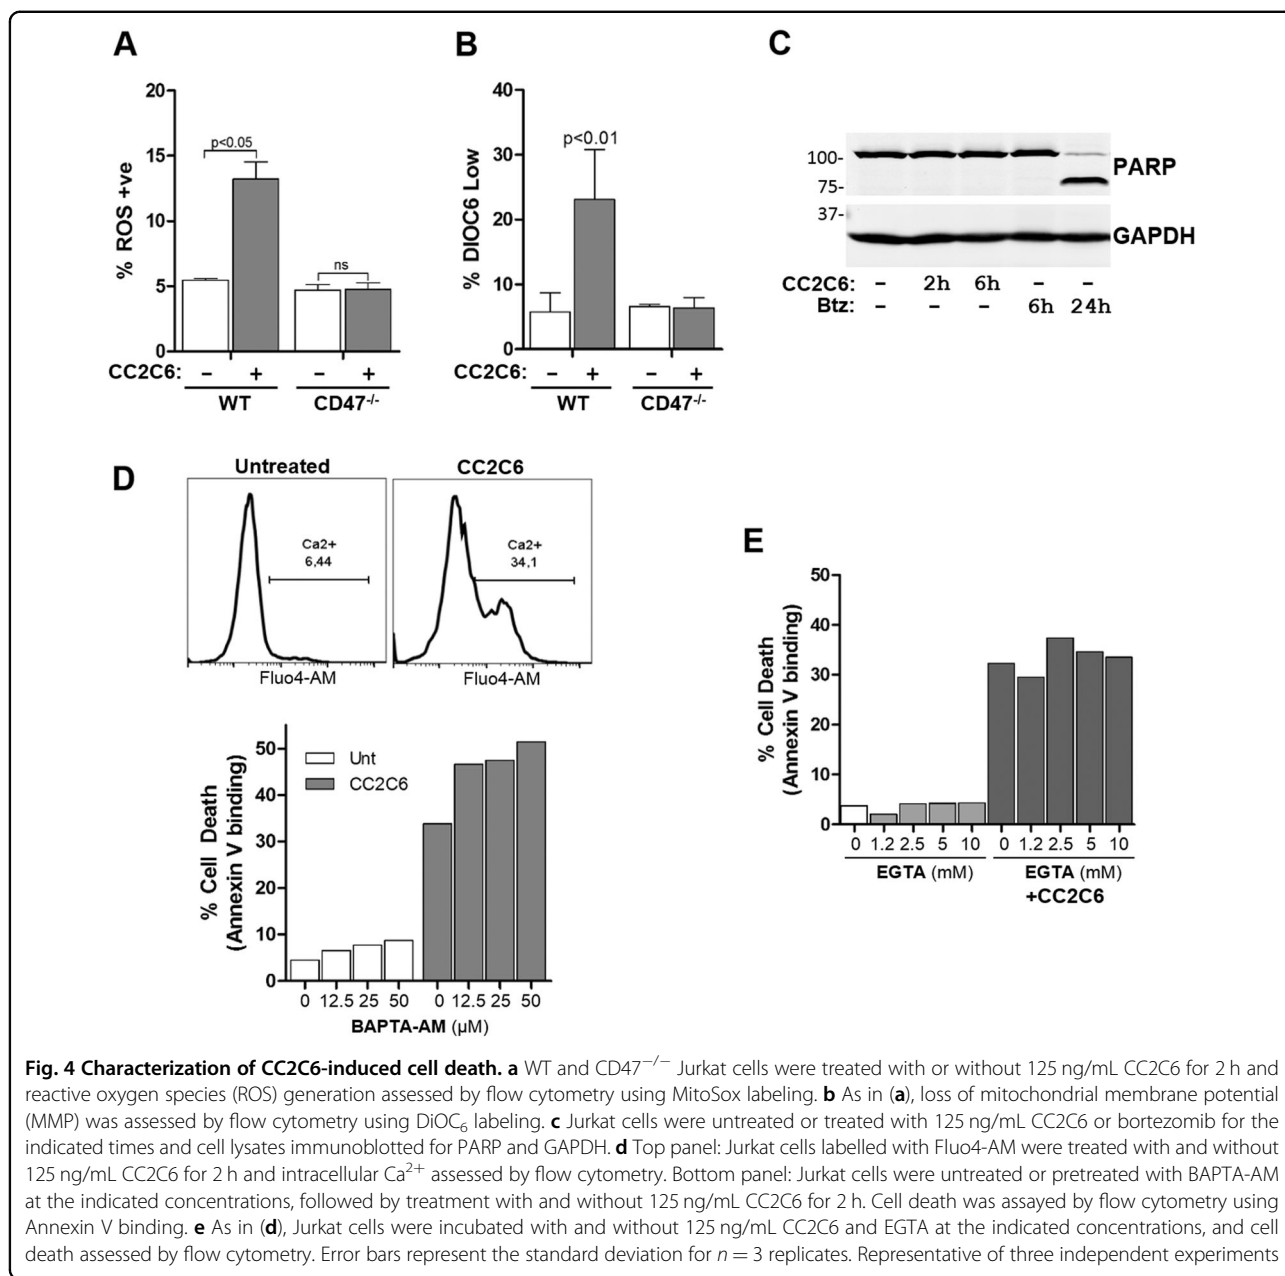 A
% ROS +ve
20
15
10
5
0
p<0.05
ns
CC2C6: – + – +
WT CD47-/-
B
% DIOC6 Low
40
30
20
10
0
p<0.01
CC2C6: – + – +
WT CD47-/-
C
100-
75-
37-
PARP
GAPDH
CC2C6: – 2h 6h – –
Btz: – – – 6h 24h
D
Untreated
Ca2+
6,44
Fluo4-AM
CC2C6
Ca2+
34,1
Fluo4-AM
% Cell Death
(Annexin V binding)
50
40
30
20
10
0
Unt
CC2C6
0 12.5 25 50 0 12.5 25 50
BAPTA-AM (µM)
E
% Cell Death
(Annexin V binding)
50
40
30
20
10
0
0 1.2 2.5 5 10 0 1.2 2.5 5 10
EGTA (mM) EGTA (mM)
+CC2C6
Fig. 4 Characterization of CC2C6-induced cell death. a WT and CD47−/− Jurkat cells were treated with or without 125 ng/mL CC2C6 for 2 h and
reactive oxygen species (ROS) generation assessed by flow cytometry using MitoSox labeling. b As in (a), loss of mitochondrial membrane potential
(MMP) was assessed by flow cytometry using DiOC6 labeling. c Jurkat cells were untreated or treated with 125 ng/mL CC2C6 or bortezomib for the
indicated times and cell lysates immunoblotted for PARP and GAPDH. d Top panel: Jurkat cells labelled with Fluo4-AM were treated with and without
125 ng/mL CC2C6 for 2 h and intracellular Ca2+ assessed by flow cytometry. Bottom panel: Jurkat cells were untreated or pretreated with BAPTA-AM
at the indicated concentrations, followed by treatment with and without 125 ng/mL CC2C6 for 2 h. Cell death was assayed by flow cytometry using
Annexin V binding. e As in (d), Jurkat cells were incubated with and without 125 ng/mL CC2C6 and EGTA at the indicated concentrations, and cell
death assessed by flow cytometry. Error bars represent the standard deviation for n = 3 replicates. Representative of three independent experiments